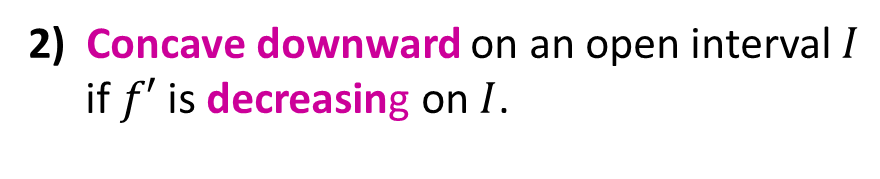 2) Concave downward on an open interval I
if f′ is decreasing on I.